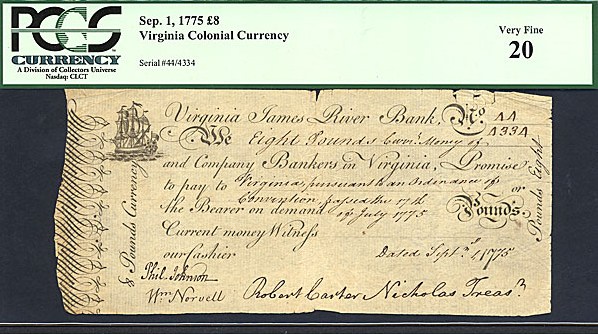 PCGS
CURRENCY
A Division of Collectors Universe
Nasdaq: CLCT
Sep. 1, 1775 £8
Virginia Colonial Currency
Serial #44/4334
Very Fine
20
Virginia James River Bank, No. 44
4334
We Eight Pounds Curr.t Money of
and Company Bankers in Virginia, Promise
to pay to Virginia, pursuant to an Ordinance of or
Convention, passed the 17th
the Bearer on demand of July 1775 Pounds
Current money Witness
our Cashier Dated Sept.r 1, 1775
Phil. Johnson
Wm Norvell Robert Carter Nicholas Treas.r
8 Pounds Currency
Pounds Eight